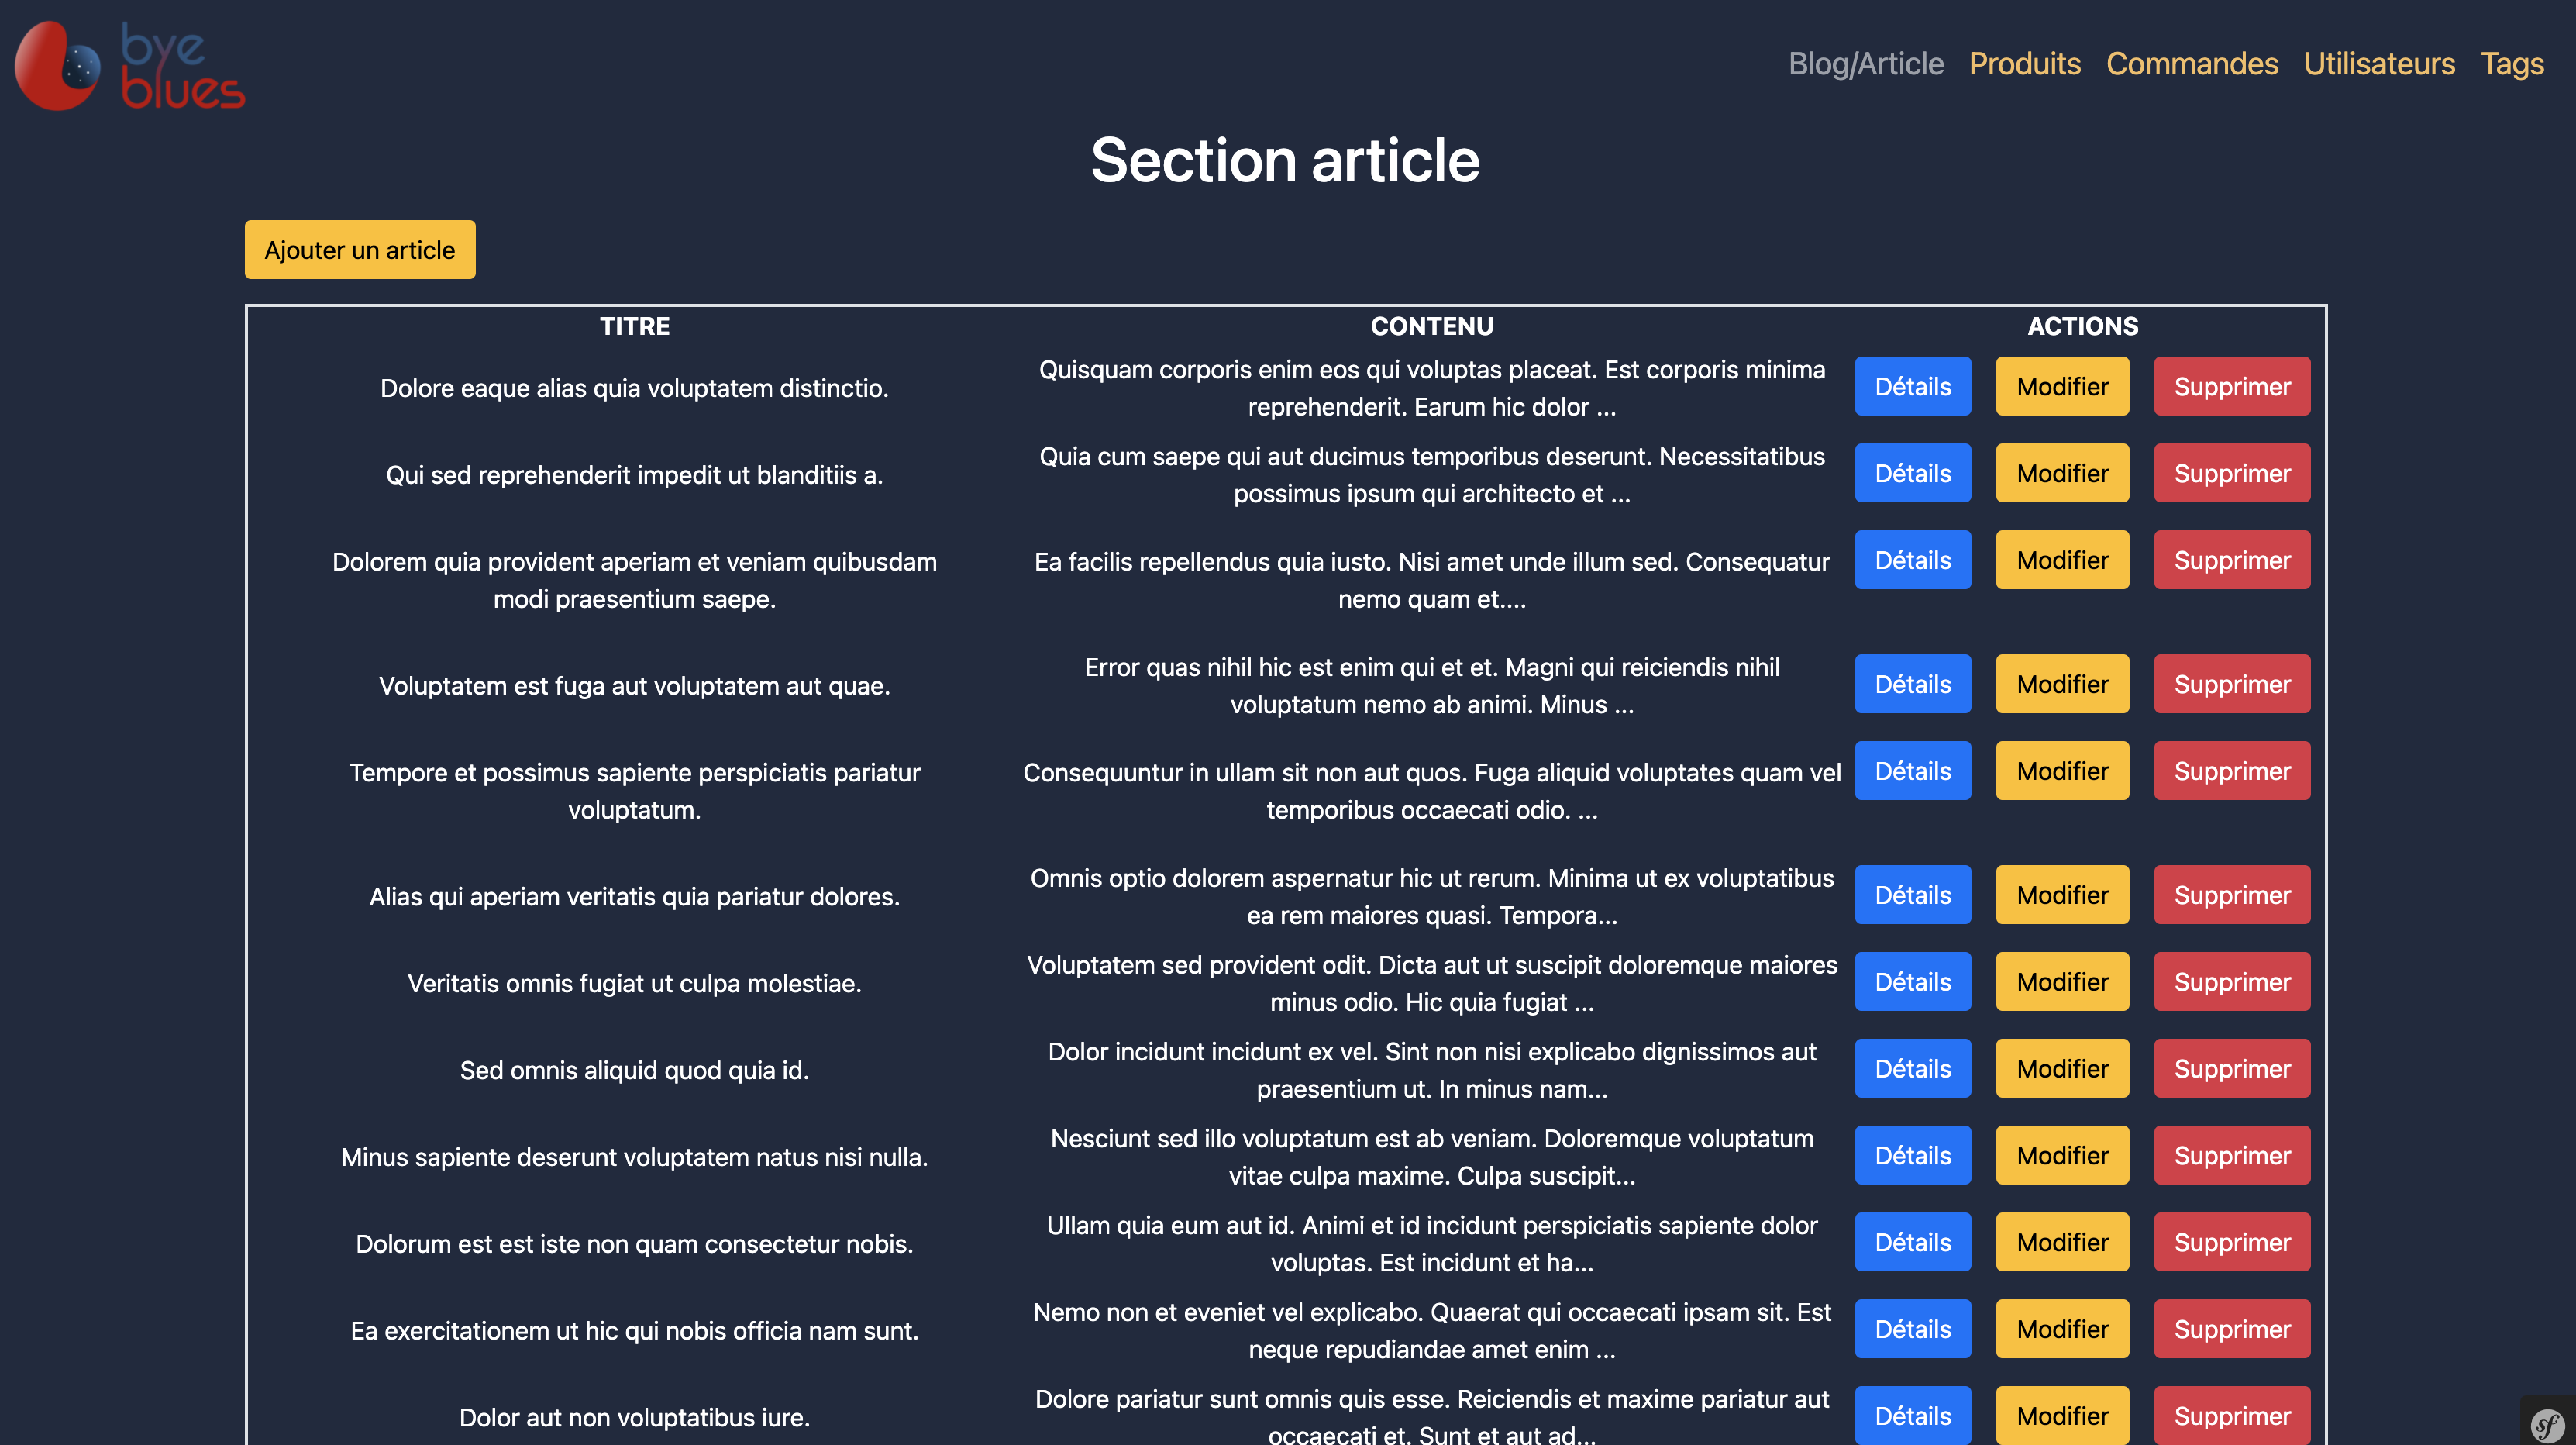 bye
blues
Blog/Article Produits Commandes Utilisateurs Tags
Section article
Ajouter un article
TITRE CONTENU ACTIONS
Dolore eaque alias quia voluptatem distinctio.
Quisquam corporis enim eos qui voluptas placeat. Est corporis minima
reprehenderit. Earum hic dolor ...
Détails Modifier Supprimer
Qui sed reprehenderit impedit ut blanditiis a.
Quia cum saepe qui aut ducimus temporibus deserunt. Necessitatibus
possimus ipsum qui architecto et ...
Détails Modifier Supprimer
Dolorem quia provident aperiam et veniam quibusdam
modi praesentium saepe.
Ea facilis repellendus quia iusto. Nisi amet unde illum sed. Consequatur
nemo quam et....
Détails Modifier Supprimer
Voluptatem est fuga aut voluptatem aut quae.
Error quas nihil hic est enim qui et et. Magni qui reiciendis nihil
voluptatum nemo ab animi. Minus ...
Détails Modifier Supprimer
Tempore et possimus sapiente perspiciatis pariatur
voluptatum.
Consequuntur in ullam sit non aut quos. Fuga aliquid voluptates quam vel
temporibus occaecati odio. ...
Détails Modifier Supprimer
Alias qui aperiam veritatis quia pariatur dolores.
Omnis optio dolorem aspernatur hic ut rerum. Minima ut ex voluptatibus
ea rem maiores quasi. Tempora...
Détails Modifier Supprimer
Veritatis omnis fugiat ut culpa molestiae.
Voluptatem sed provident odit. Dicta aut ut suscipit doloremque maiores
minus odio. Hic quia fugiat ...
Détails Modifier Supprimer
Sed omnis aliquid quod quia id.
Dolor incidunt incidunt ex vel. Sint non nisi explicabo dignissimos aut
praesentium ut. In minus nam...
Détails Modifier Supprimer
Minus sapiente deserunt voluptatem natus nisi nulla.
Nesciunt sed illo voluptatum est ab veniam. Doloremque voluptatum
vitae culpa maxime. Culpa suscipit...
Détails Modifier Supprimer
Dolorum est est iste non quam consectetur nobis.
Ullam quia eum aut id. Animi et id incidunt perspiciatis sapiente dolor
voluptas. Est incidunt et ha...
Détails Modifier Supprimer
Ea exercitationem ut hic qui nobis officia nam sunt.
Nemo non et eveniet vel explicabo. Quaerat qui occaecati ipsam sit. Est
neque repudiandae amet enim ...
Détails Modifier Supprimer
Dolor aut non voluptatibus iure.
Dolore pariatur sunt omnis quis esse. Reiciendis et maxime pariatur aut
occaecati et. Sunt et aut ad...
Détails Modifier Supprimer
sf